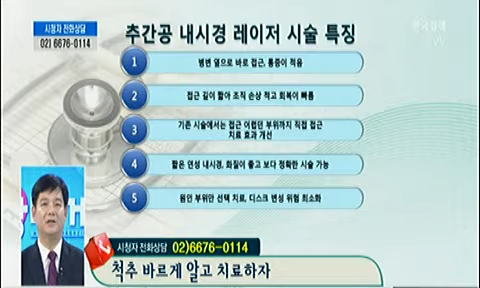 시청자 전화상담
02) 6676-0114
추간공 내시경 레이저 시술 특징
한국경제
TV
1
병변 옆으로 바로 접근, 통증이 적음
2
접근 길이 짧아 조직 손상 적고 회복이 빠름
3
기존 시술에서는 접근 어렵던 부위까지 직접 접근
치료 효과 개선
4
짧은 연성 내시경, 화질이 좋고 보다 정확한 시술 가능
5
원인 부위만 선택 치료, 디스크 변성 위험 최소화
시청자 전화상담 02)6676-0114
척추 바르게 알고 치료하자